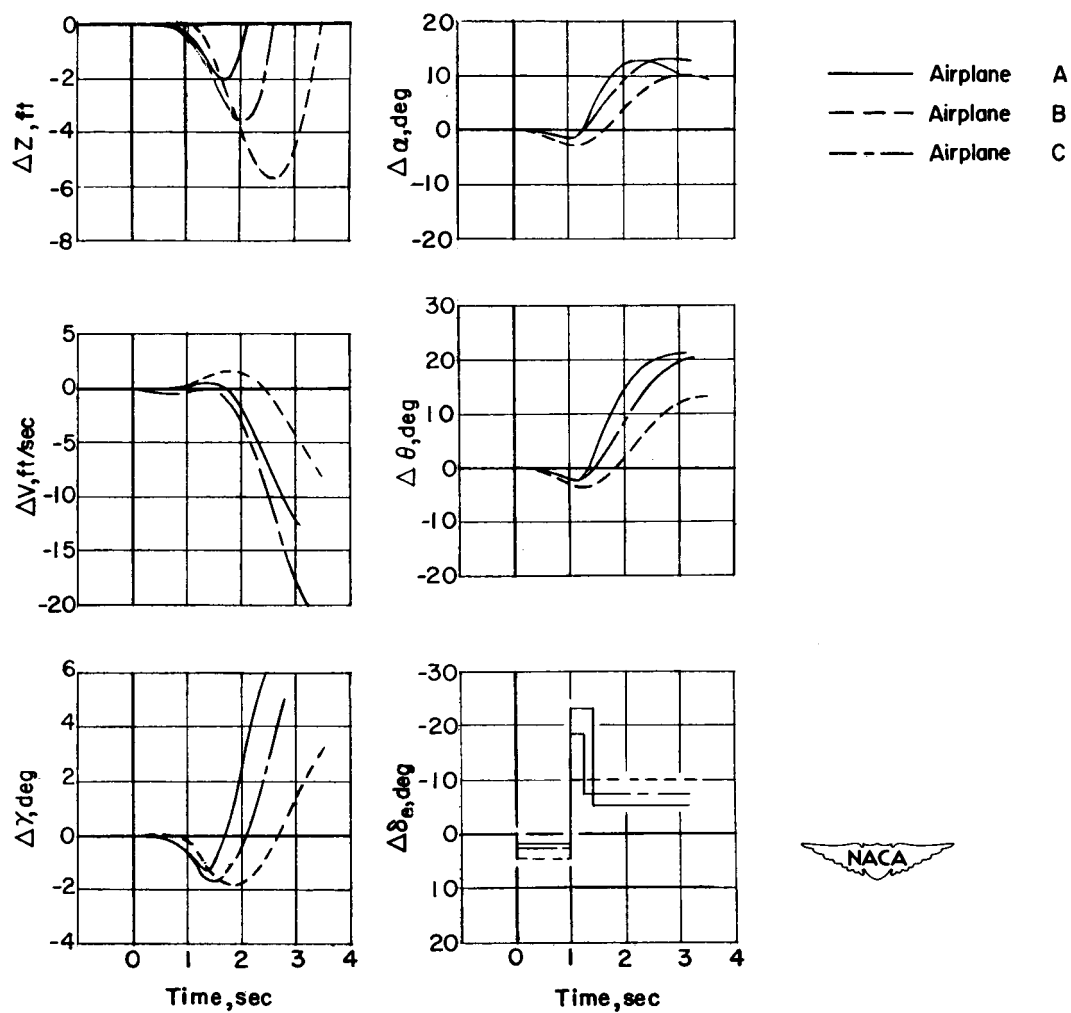 0
-2
-4
-6
-8
ΔZ, ft
20
10
0
-10
-20
Δα, deg
Airplane A
Airplane B
Airplane C
5
0
-5
-10
-15
-20
ΔV, ft/sec
30
20
10
0
-10
-20
Δθ, deg
6
4
2
0
-2
-4
Δγ, deg
0 1 2 3 4
Time, sec
-30
-20
-10
0
10
20
Δδe, deg
0 1 2 3 4
Time, sec
NACA